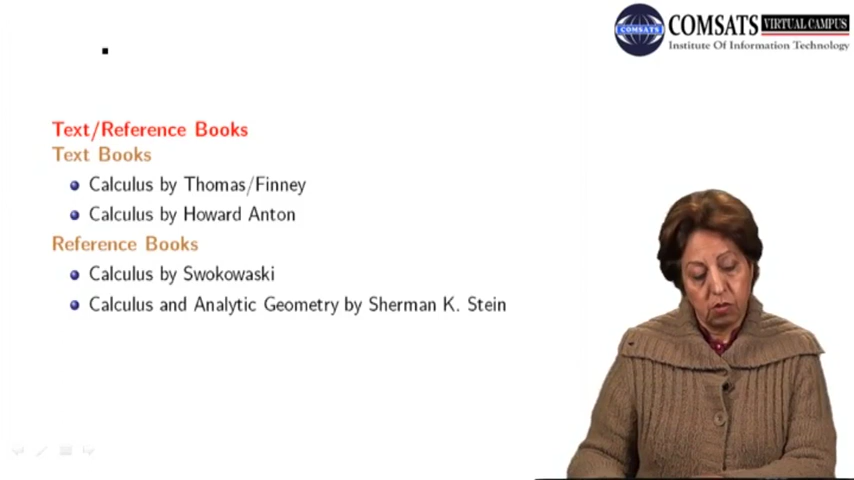 COMSATS VIRTUAL CAMPUS
COMSATS
Institute Of Information Technology
Text/Reference Books
Text Books
Calculus by Thomas/Finney
Calculus by Howard Anton
Reference Books
Calculus by Swokowaski
Calculus and Analytic Geometry by Sherman K. Stein